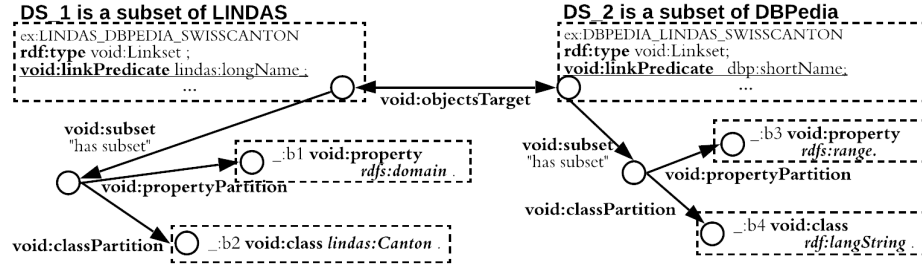 DS_1 is a subset of LINDAS
ex:LINDAS_DBPEDIA_SWISSCANTON
rdf:type void:Linkset ;
void:linkPredicate lindas:longName ;
...
DS_2 is a subset of DBPedia
ex:DBPEDIA_LINDAS_SWISSCANTON
rdf:type void:Linkset;
void:linkPredicate dbp:shortName;
...
void:objectsTarget
void:subset
"has subset"
_:b1 void:property
rdfs:domain .
void:propertyPartition
void:classPartition
_:b2 void:class lindas:Canton .
void:subset
"has subset"
_:b3 void:property
rdfs:range.
void:propertyPartition
void:classPartition
_:b4 void:class
rdf:langString .